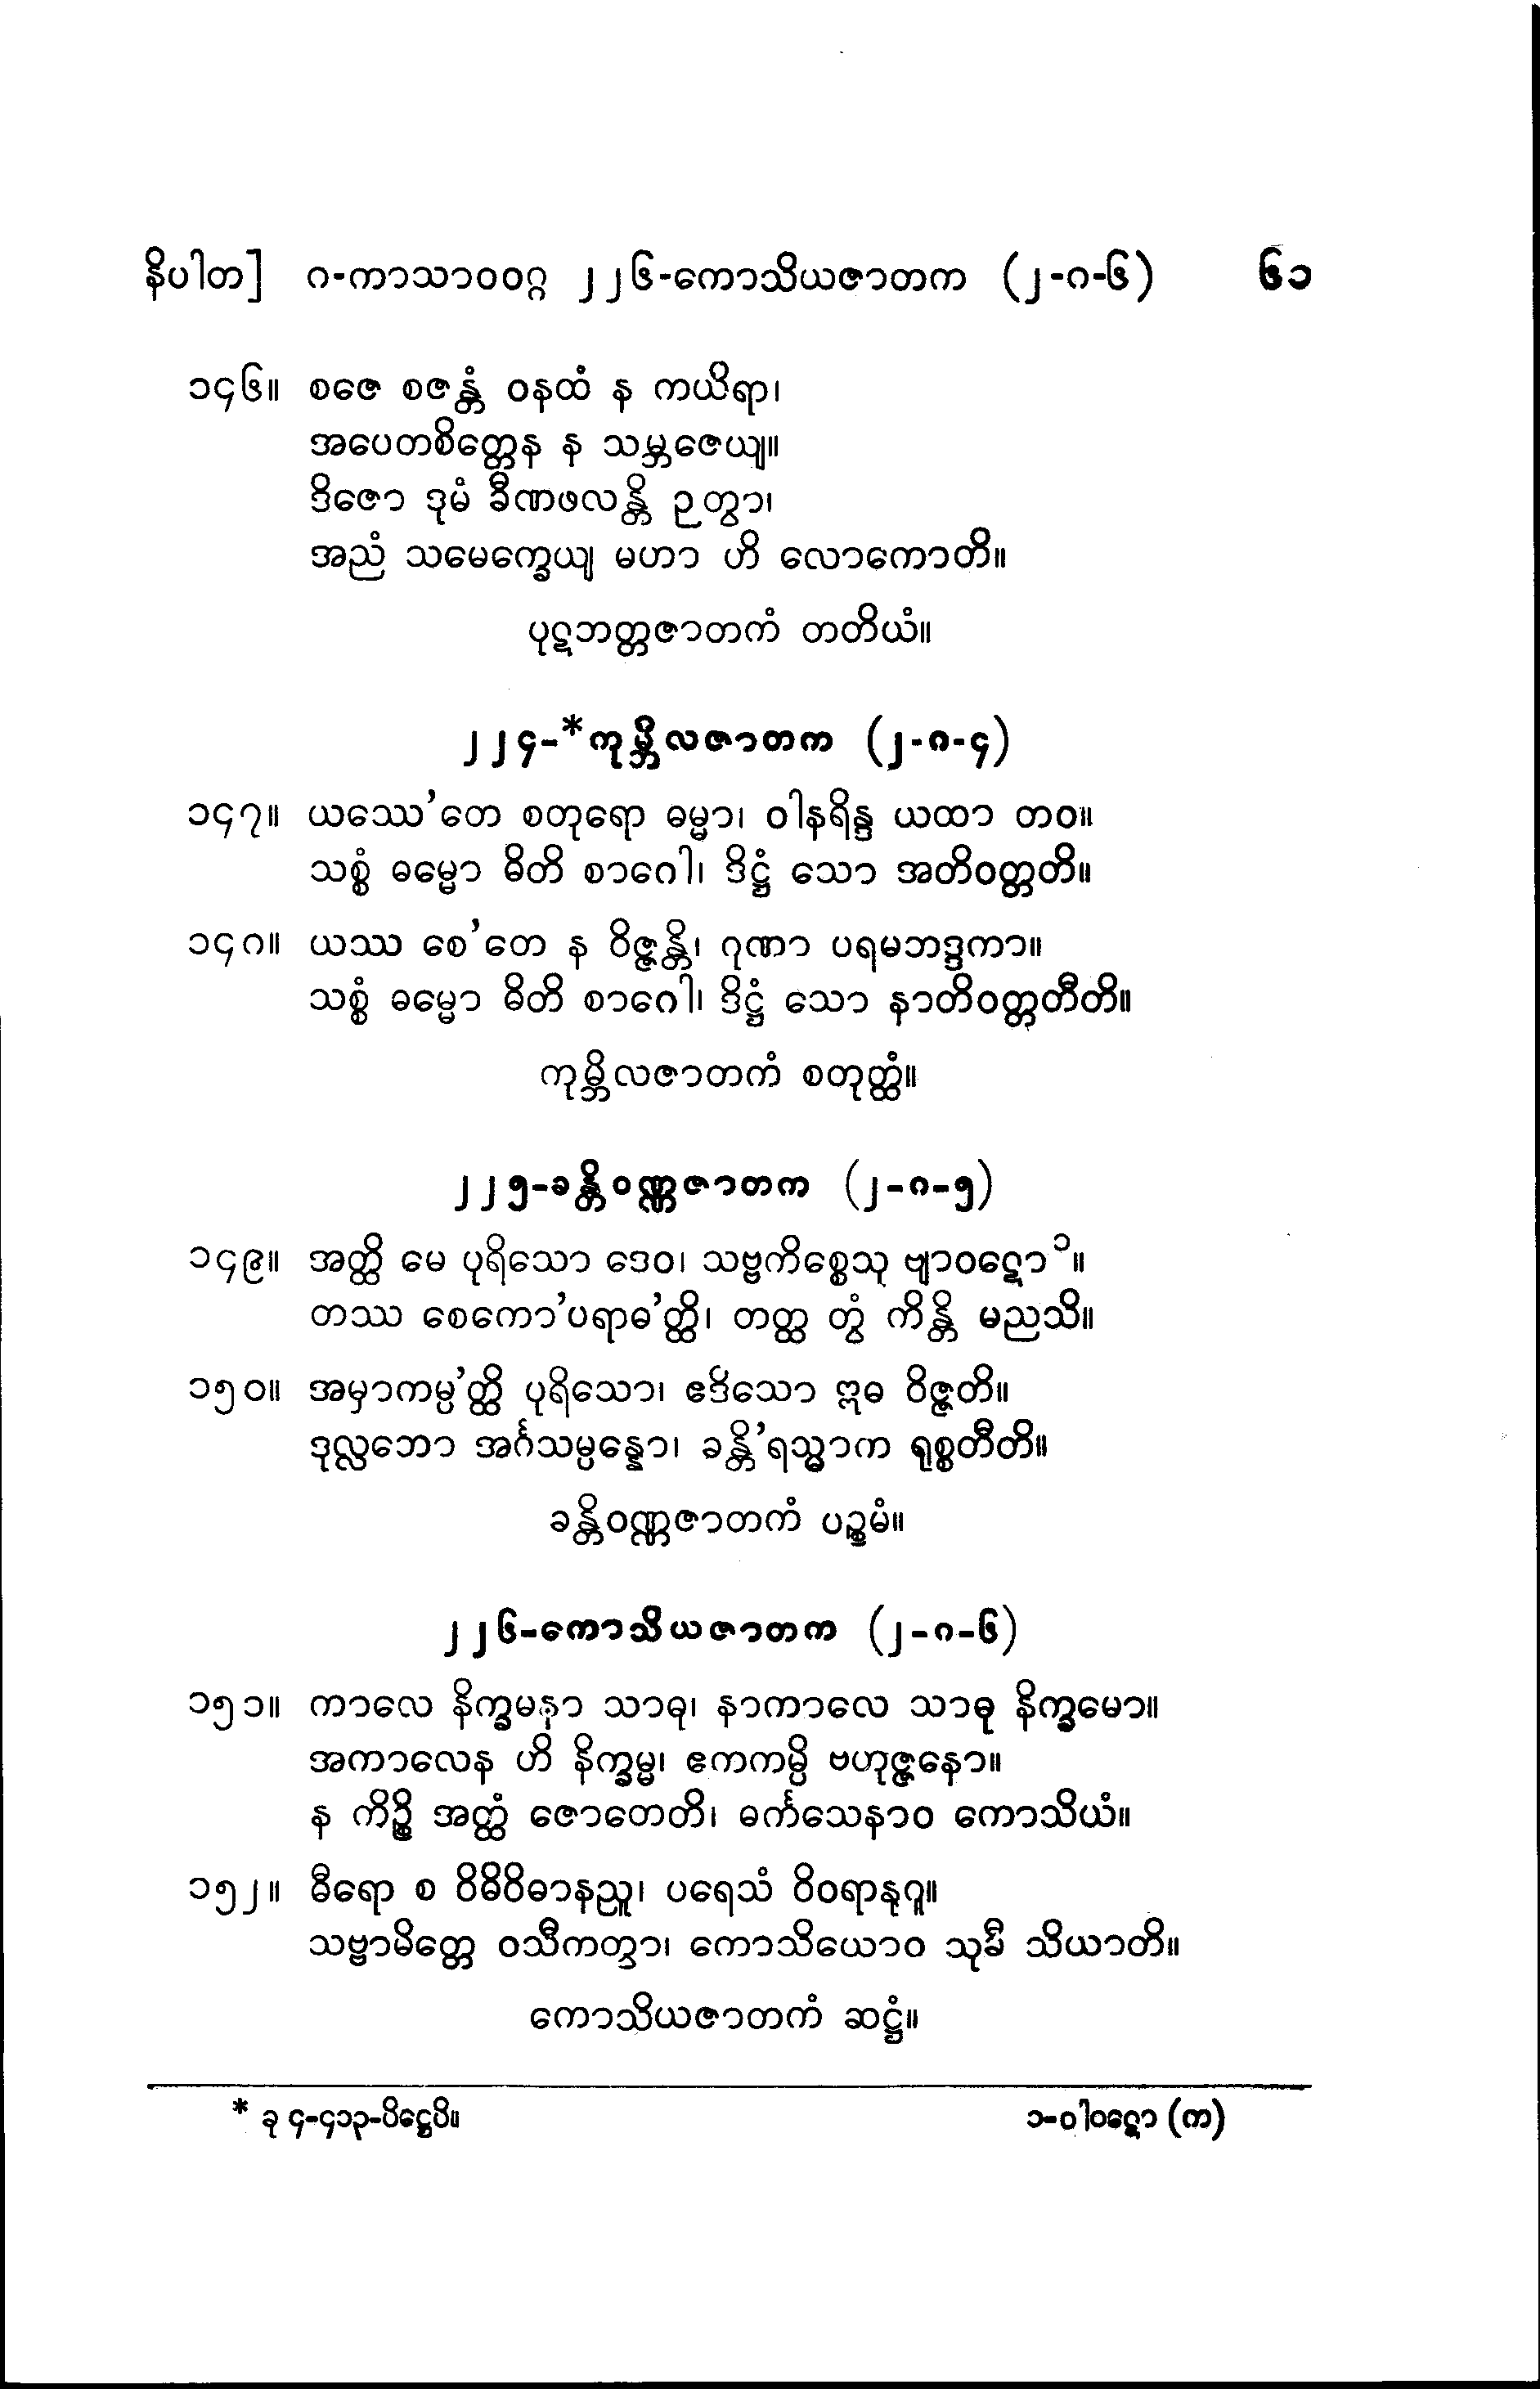 နိပါတ] ဂ-ကာသာဝဝဂ္ဂ ၂၂၆-ကောသိယဇာတက (၂-ဂ-၆) ၆၁
၁၄၆။ စဇေ စဇန္တံ ဝနထံ န ကယိရာ၊
အပေတစိတ္တေန န သမ္ဘဇေယျ။
ဒိဇော ဒုမံ ခီဏဖလန္တိ ဉတွာ၊
အညံ သမေက္ခေယျ မဟာ ဟိ လောကောတိ။
ပုဋဘတ္တဇာတကံ တတိယံ။
၂၂၄-*ကုမ္ဘီလဇာတက (၂-ဂ-၄)
၁၄၇။ ယဿေ’တေ စတုရော ဓမ္မာ၊ ဝါနရိန္ဒ ယထာ တဝ။
သစ္စံ ဓမ္မော ဓိတိ စာဂေါ၊ ဒိဋ္ဌံ သော အတိဝတ္တတိ။
၁၄၈။ ယဿ စေ’တေ န ဝိဇ္ဇန္တိ၊ ဂုဏာ ပရမဘဒ္ဒကာ။
သစ္စံ ဓမ္မော ဓိတိ စာဂေါ၊ ဒိဋ္ဌံ သော နာတိဝတ္တတီတိ။
ကုမ္ဘိလဇာတကံ စတုတ္ထံ။
၂၂၅-ခန္တိဝဏ္ဏဇာတက (၂-ဂ-၅)
၁၄၉။ အတ္ထိ မေ ပုရိသော ဒေဝ၊ သဗ္ဗကိစ္စေသု ဗျာဝဋော၁။
တဿ စေကော’ပရာဓ’တ္ထိ၊ တတ္ထ တွံ ကိန္တိ မညသိ။
၁၅၀။ အမှာကမ္ပ’တ္ထိ ပုရိသော၊ ဧဒိသော ဣဓ ဝိဇ္ဇတိ။
ဒုလ္လဘော အင်္ဂသမ္ပန္နော၊ ခန္တိ’ရသ္မာက ရုစ္စတီတိ။
ခန္တိဝဏ္ဏဇာတကံ ပဉ္စမံ။
၂၂၆-ကောသိယဇာတက (၂-ဂ-၆)
၁၅၁။ ကာလေ နိက္ခမနာ သာဓု၊ နာကာလေ သာဓု နိက္ခမော။
အကာလေန ဟိ နိက္ခမ္မ၊ ဧကကမ္ပိ ဗဟုဇ္ဇနော။
န ကိဉ္စိ အတ္ထံ ဇောတေတိ၊ ဓင်္ကသေနာဝ ကောသိယံ။
၁၅၂။ ဓီရော စ ဝိဓိဝိဓာနညူ၊ ပရေသံ ဝိဝရာနုဂူ။
သဗ္ဗာမိတ္တေ ဝသီကတွာ၊ ကောသိယောဝ သုခီ သိယာတိ။
ကောသိယဇာတကံ ဆဋ္ဌံ။
* ခု ၄-၄၁၃-ပိဋ္ဌေပိ။ ၁-ဝါဝဋ္ဋော (က)